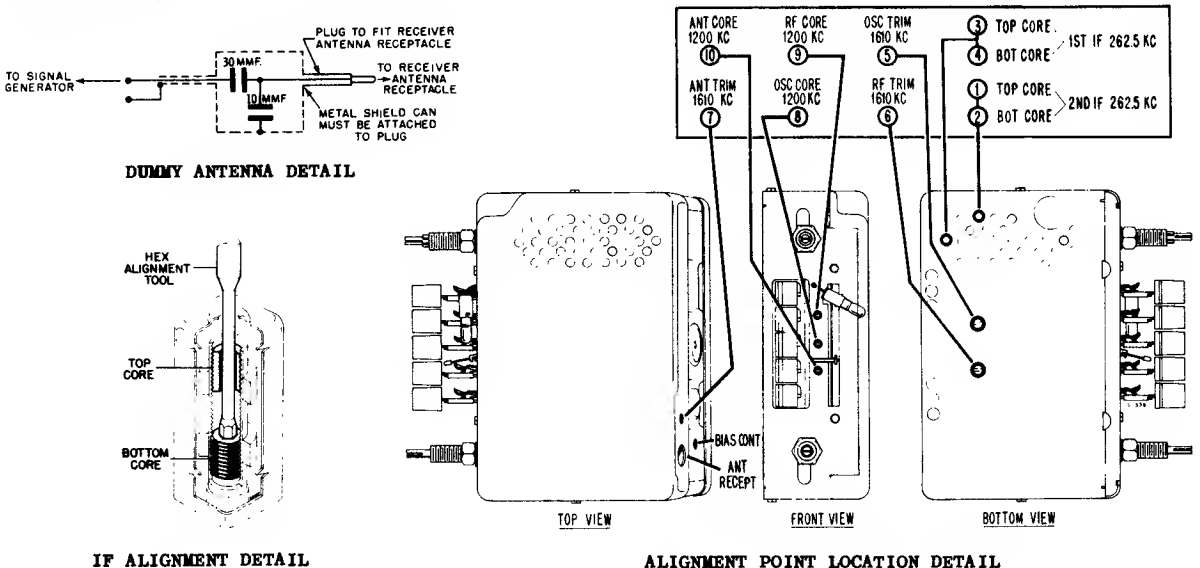 PLUG TO FIT RECEIVER
ANTENNA RECEPTACLE
30 MMF.
TO SIGNAL
GENERATOR
TO RECEIVER
ANTENNA
RECEPTACLE
10 MMF
METAL SHIELD CAN
MUST BE ATTACHED
TO PLUG
DUMMY ANTENNA DETAIL
ANT CORE
1200 KC
10
RF CORE
1200 KC
9
OSC TRIM
1610 KC
5
3 TOP CORE.
4 BOT CORE
1ST IF 262.5 KC
ANT TRIM
1610 KC
7
OSC CORE
1200 KC
8
RF TRIM
1610 KC
6
1 TOP CORE
2 BOT CORE
2ND IF 262.5 KC
HEX
ALIGNMENT
TOOL
TOP
CORE
BOTTOM
CORE
IF ALIGNMENT DETAIL
BIAS CONT
ANT
RECEPT
TOP VIEW
FRONT VIEW
BOTTOM VIEW
ALIGNMENT POINT LOCATION DETAIL